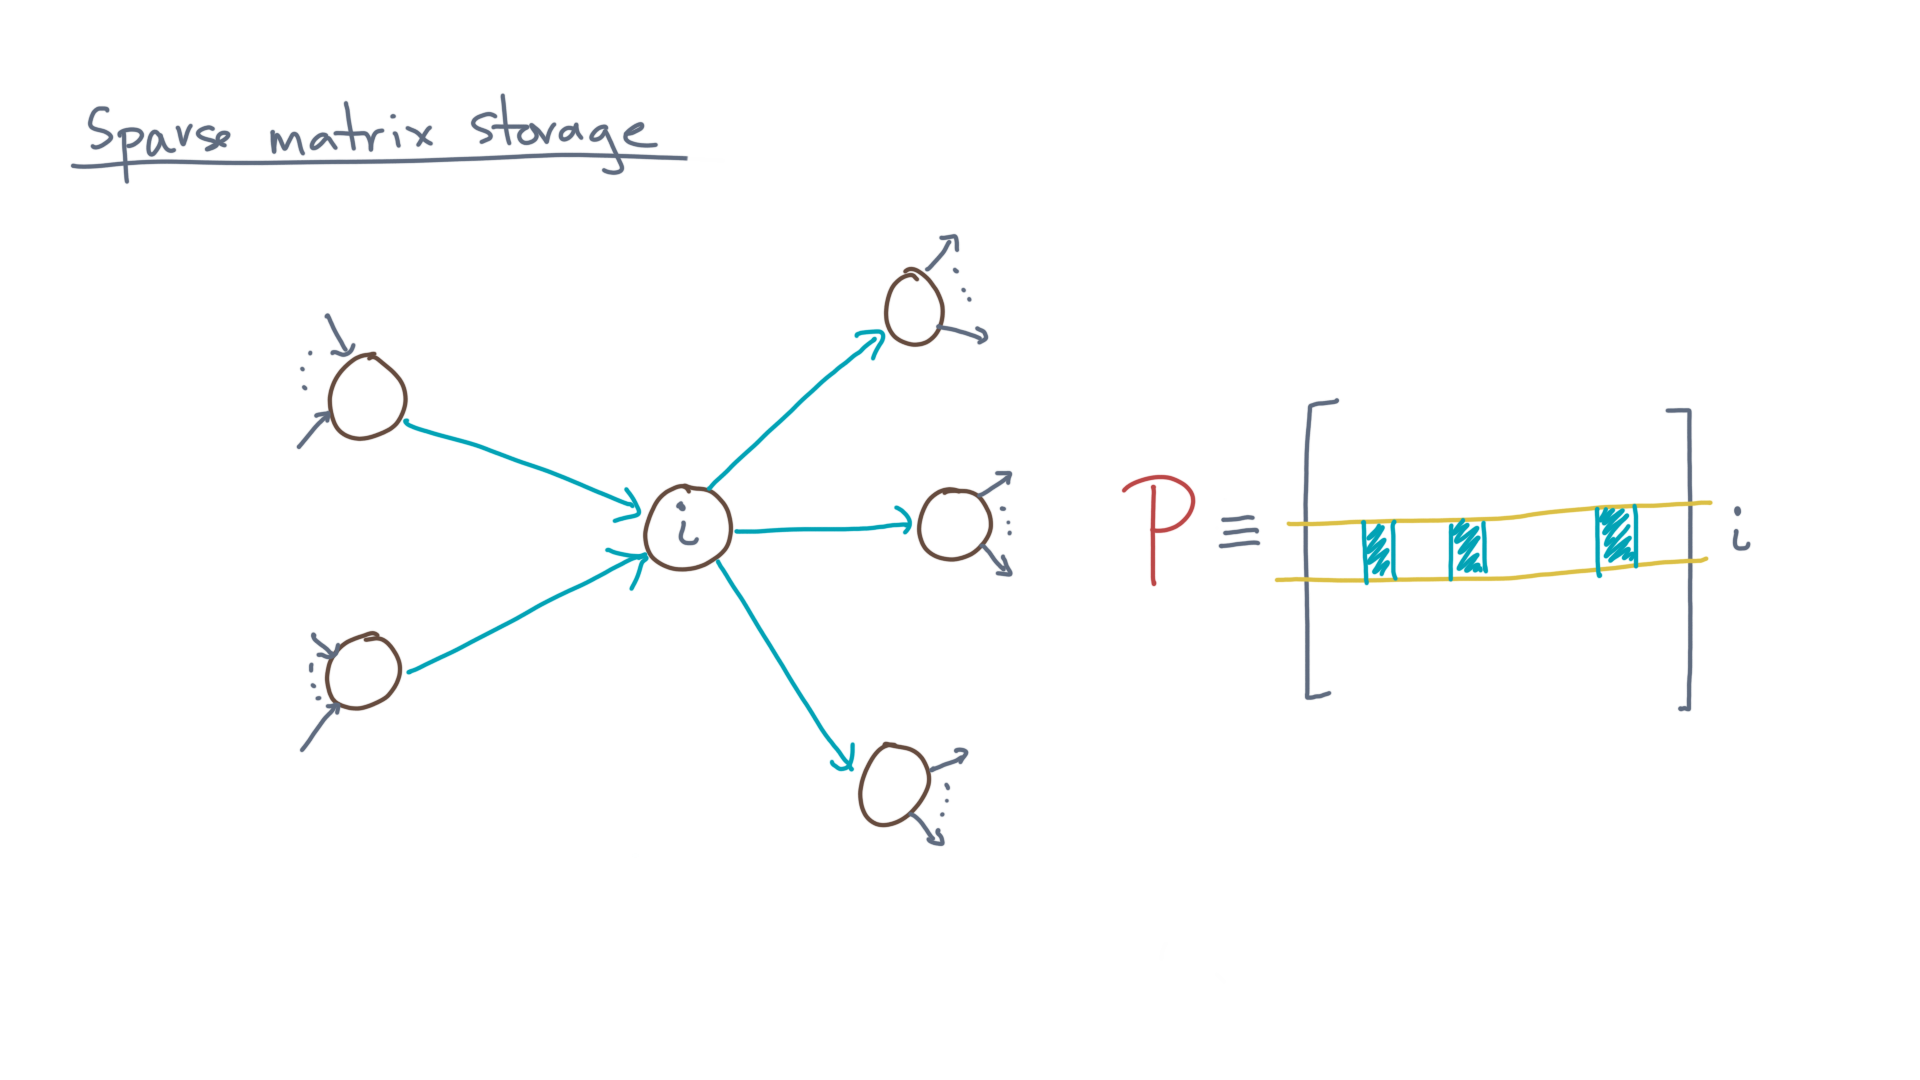 Sparse matrix storage
i
P ≡ [ ] i